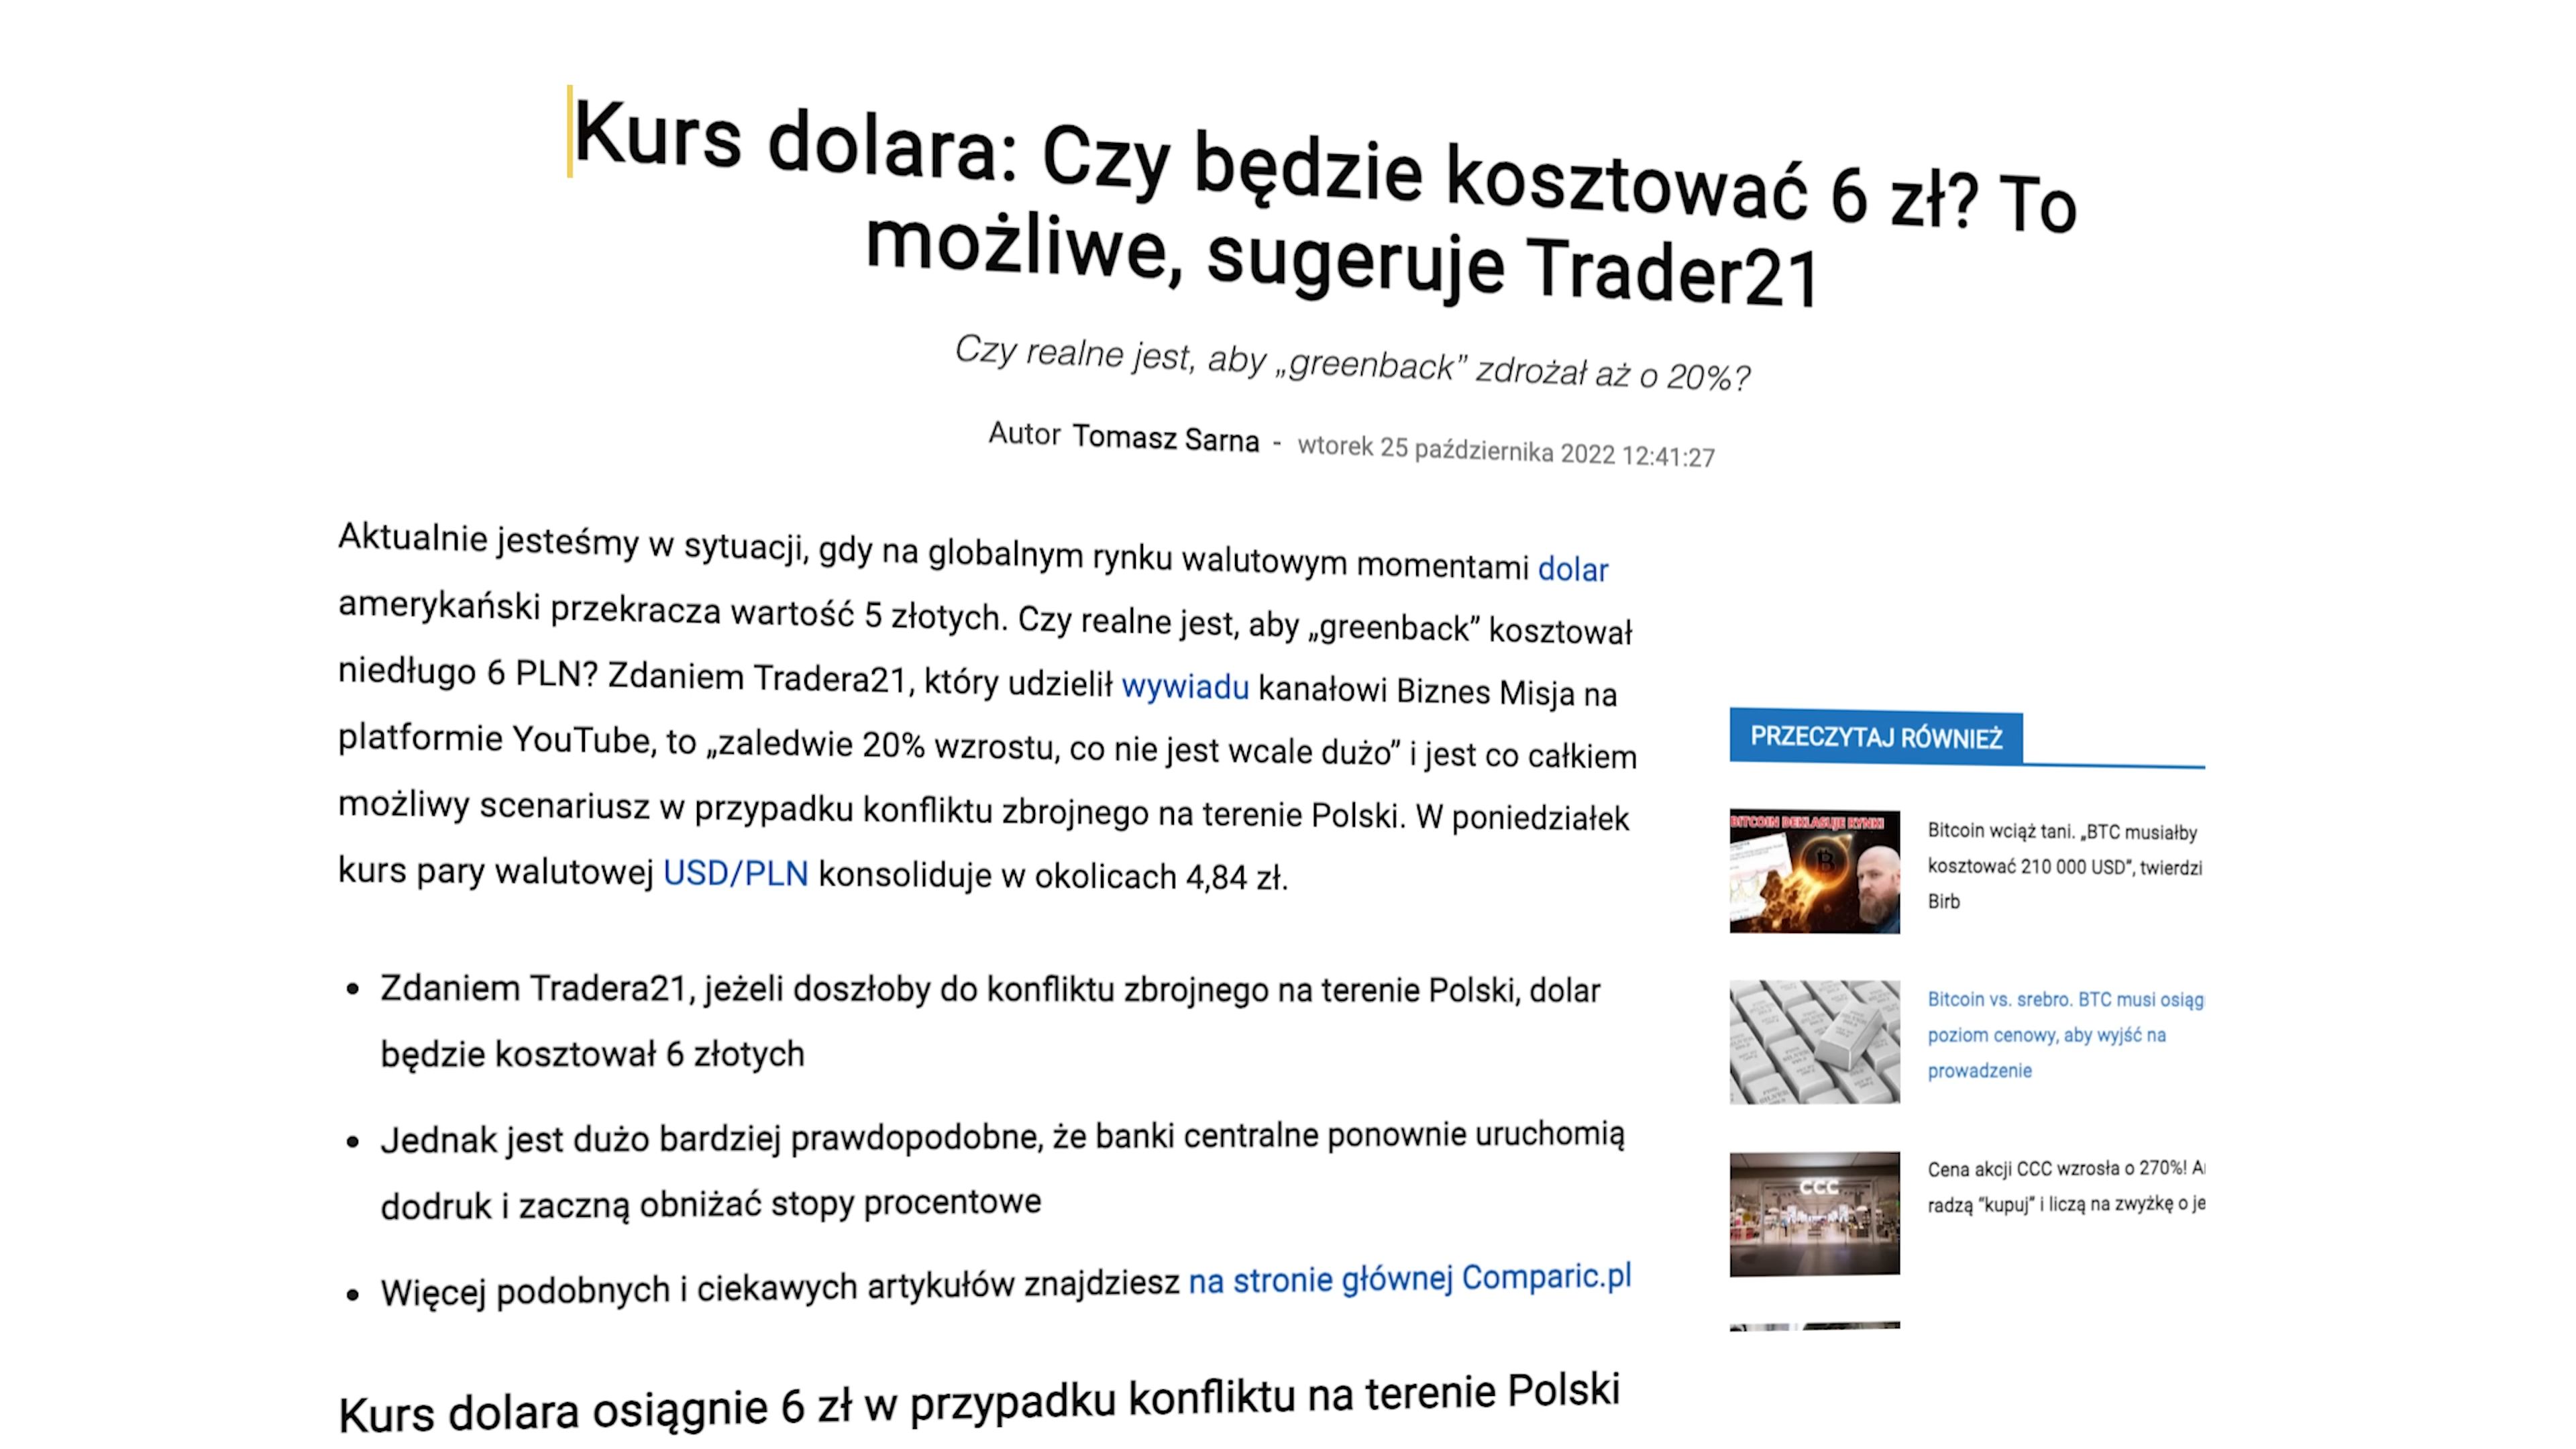 Kurs dolara: Czy będzie kosztować 6 zł? To
możliwe, sugeruje Trader21
Czy realne jest, aby „greenback” zdrożał aż o 20%?
Autor Tomasz Sarna - wtorek 25 października 2022 12:41:27
Aktualnie jesteśmy w sytuacji, gdy na globalnym rynku walutowym momentami dolar
amerykański przekracza wartość 5 złotych. Czy realne jest, aby „greenback” kosztował
niedługo 6 PLN? Zdaniem Tradera21, który udzielił wywiadu kanałowi Biznes Misja na
platformie YouTube, to „zaledwie 20% wzrostu, co nie jest wcale dużo” i jest co całkiem
możliwy scenariusz w przypadku konfliktu zbrojnego na terenie Polski. W poniedziałek
kurs pary walutowej USD/PLN konsoliduje w okolicach 4,84 zł.
• Zdaniem Tradera21, jeżeli doszłoby do konfliktu zbrojnego na terenie Polski, dolar
będzie kosztował 6 złotych
• Jednak jest dużo bardziej prawdopodobne, że banki centralne ponownie uruchomią
dodruk i zaczną obniżać stopy procentowe
• Więcej podobnych i ciekawych artykułów znajdziesz na stronie głównej Comparic.pl
Kurs dolara osiągnie 6 zł w przypadku konfliktu na terenie Polski
PRZECZYTAJ RÓWNIEŻ
BITCOIN DEKLASUJE RYNKI
Bitcoin wciąż tani. „BTC musiałby
kosztować 210 000 USD”, twierdzi
Birb
Bitcoin vs. srebro. BTC musi osiąg
poziom cenowy, aby wyjść na
prowadzenie
CCC
Cena akcji CCC wzrosła o 270%! A
radzą “kupuj” i liczą na zwyżkę o je